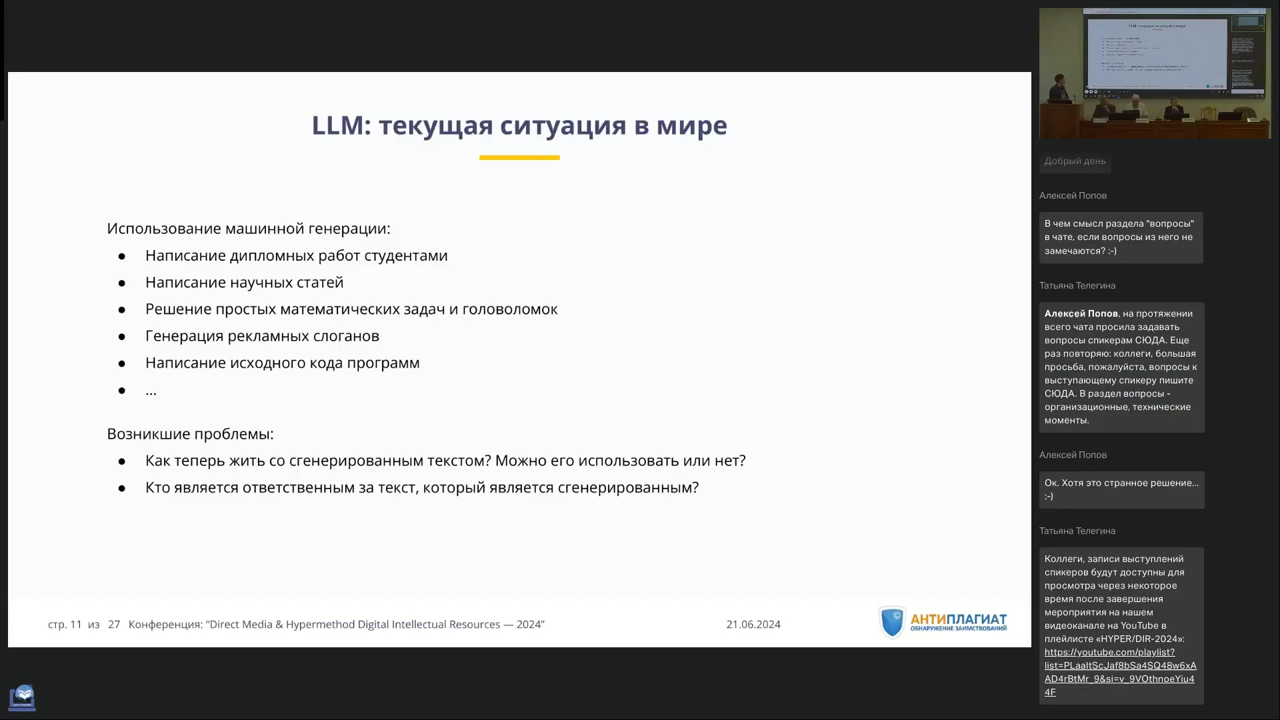 LLM: текущая ситуация в мире
Использование машинной генерации:
● Написание дипломных работ студентами
● Написание научных статей
● Решение простых математических задач и головоломок
● Генерация рекламных слоганов
● Написание исходного кода программ
● ...
Возникшие проблемы:
● Как теперь жить со сгенерированным текстом? Можно его использовать или нет?
● Кто является ответственным за текст, который является сгенерированным?
стр. 11 из 27 Конференция: "Direct Media & Hypermethod Digital Intellectual Resources — 2024"
21.06.2024
АНТИПЛАГИАТ
ОБНАРУЖЕНИЕ ЗАИМСТВОВАНИЙ
Добрый день
Алексей Попов
В чем смысл раздела "вопросы"
в чате, если вопросы из него не
замечаются? :-)
Татьяна Телегина
Алексей Попов, на протяжении
всего чата просила задавать
вопросы спикерам СЮДА. Еще
раз повторяю: коллеги, большая
просьба, пожалуйста, вопросы к
выступающему спикеру пишите
СЮДА. В раздел вопросы -
организационные, технические
моменты.
Алексей Попов
Ок. Хотя это странное решение...
:-)
Татьяна Телегина
Коллеги, записи выступлений
спикеров будут доступны для
просмотра через некоторое
время после завершения
мероприятия на нашем
видеоканале на YouTube в
плейлисте «HYPER/DIR-2024»:
https://youtube.com/playlist?
list=PLaaItScJaf8bSa4SQ48w6xA
AD4rBtMr_9&si=v_9VOthnoeYiu4
4F